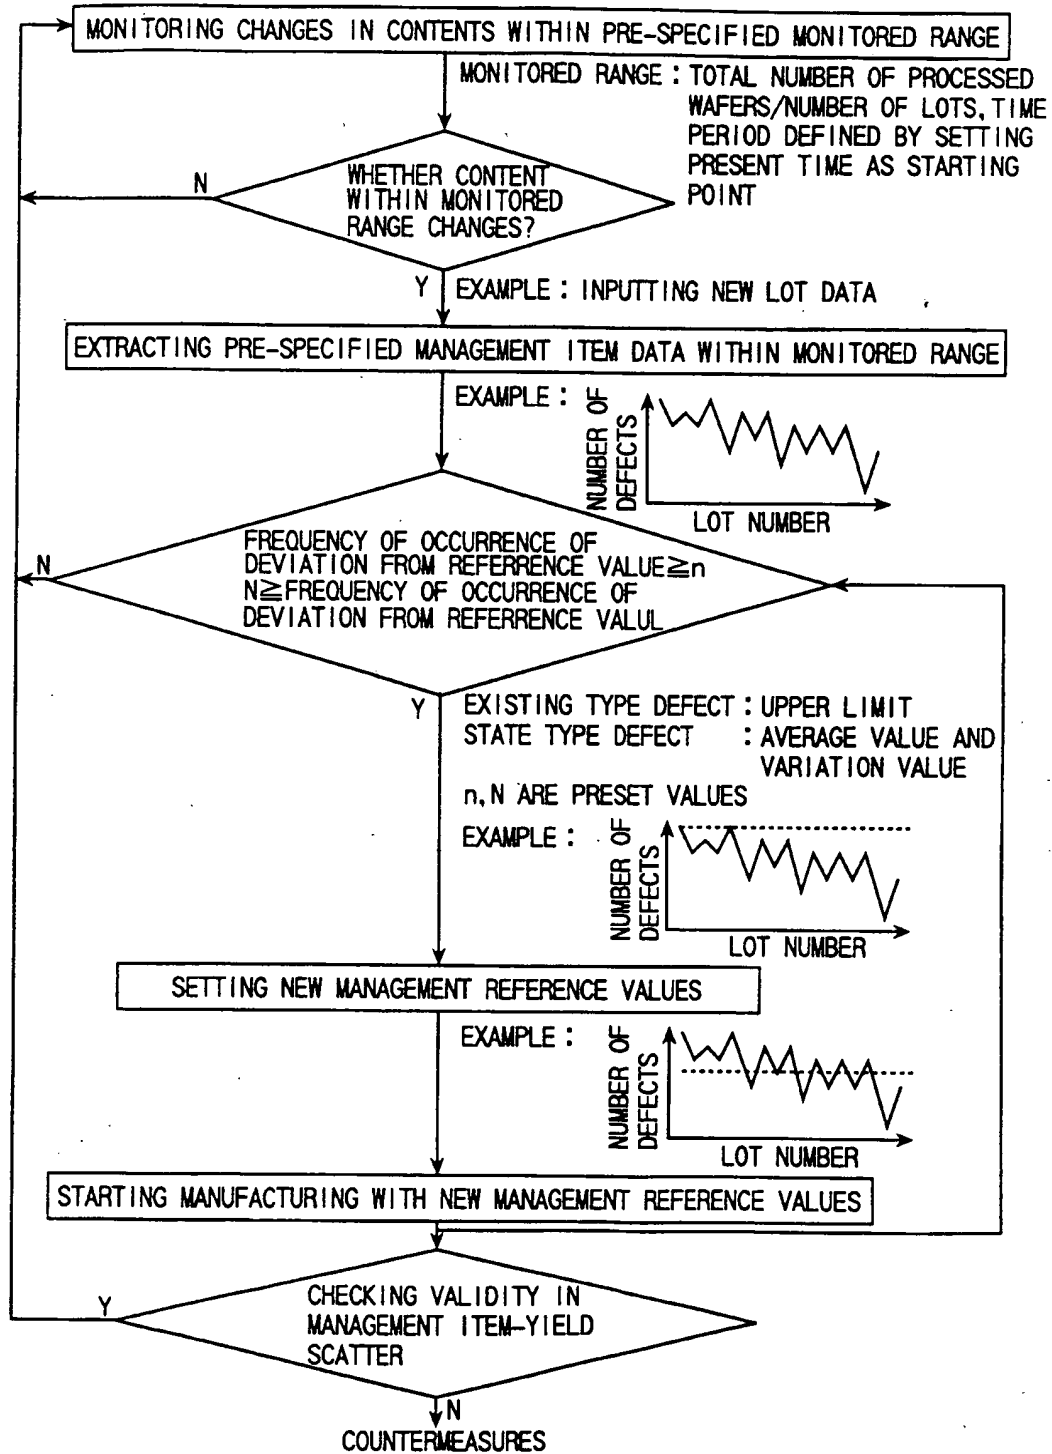 MONITORING CHANGES IN CONTENTS WITHIN PRE-SPECIFIED MONITORED RANGE
MONITORED RANGE : TOTAL NUMBER OF PROCESSED
WAFERS/NUMBER OF LOTS, TIME
PERIOD DEFINED BY SETTING
PRESENT TIME AS STARTING
POINT
WHETHER CONTENT
WITHIN MONITORED
RANGE CHANGES?
N
Y
EXAMPLE : INPUTTING NEW LOT DATA
EXTRACTING PRE-SPECIFIED MANAGEMENT ITEM DATA WITHIN MONITORED RANGE
EXAMPLE :
NUMBER OF
DEFECTS
LOT NUMBER
FREQUENCY OF OCCURRENCE OF
DEVIATION FROM REFERRENCE VALUE≧n
N≧FREQUENCY OF OCCURRENCE OF
DEVIATION FROM REFERRENCE VALUL
N
Y
EXISTING TYPE DEFECT : UPPER LIMIT
STATE TYPE DEFECT : AVERAGE VALUE AND
VARIATION VALUE
n, N ARE PRESET VALUES
EXAMPLE :
NUMBER OF
DEFECTS
LOT NUMBER
SETTING NEW MANAGEMENT REFERENCE VALUES
EXAMPLE :
NUMBER OF
DEFECTS
LOT NUMBER
STARTING MANUFACTURING WITH NEW MANAGEMENT REFERENCE VALUES
CHECKING VALIDITY IN
MANAGEMENT ITEM-YIELD
SCATTER
Y
N
COUNTERMEASURES